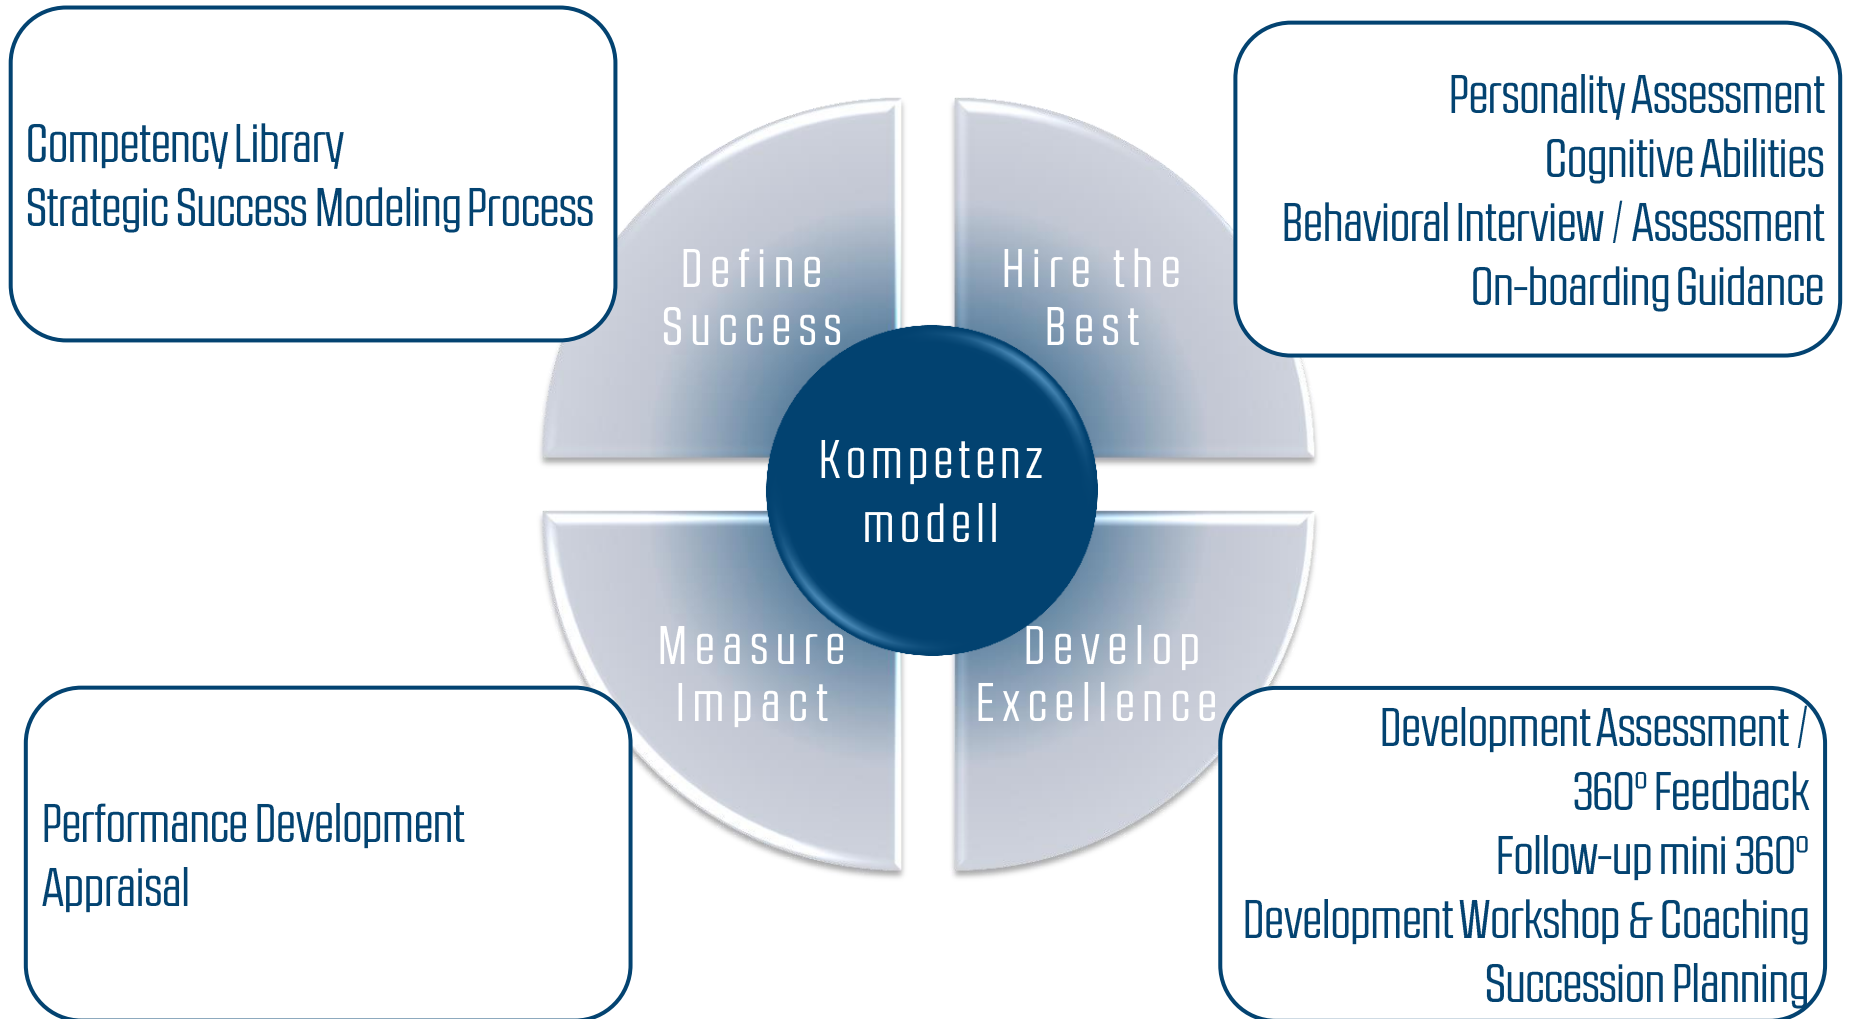 Competency Library
Strategic Success Modeling Process
Personality Assessment
Cognitive Abilities
Behavioral Interview / Assessment
On-boarding Guidance
Define
Success
Hire the
Best
Kompetenz
modell
Measure
Impact
Develop
Excellence
Performance Development
Appraisal
Development Assessment /
360° Feedback
Follow-up mini 360°
Development Workshop & Coaching
Succession Planning